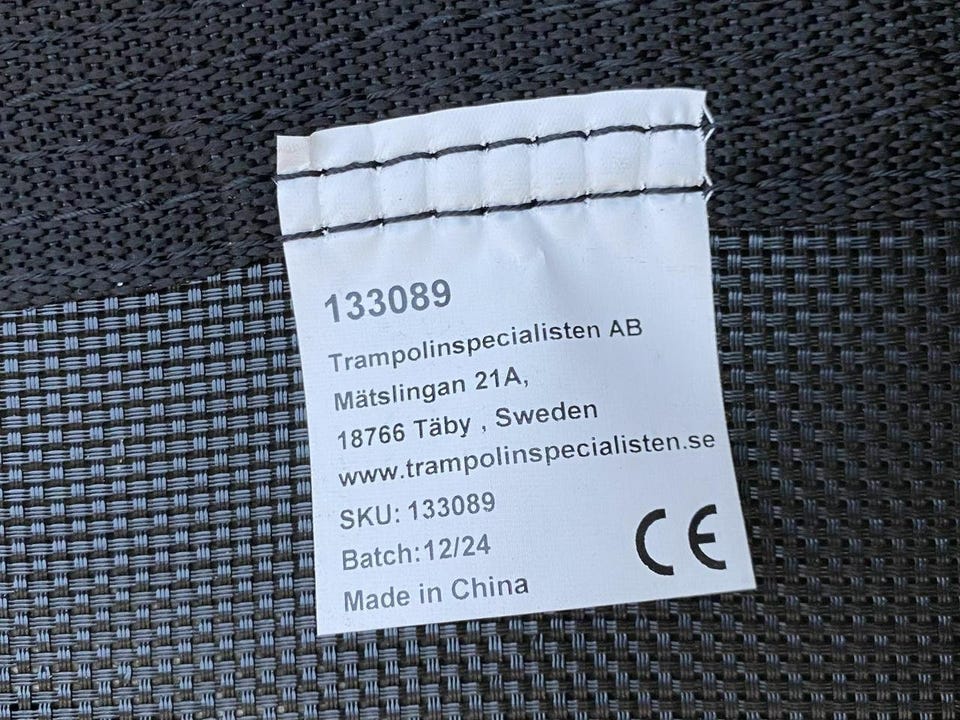 133089
Trampolinspecialisten AB
Mätslingan 21A,
18766 Täby , Sweden
www.trampolinspecialisten.se
SKU: 133089
Batch:12/24
Made in China
CE